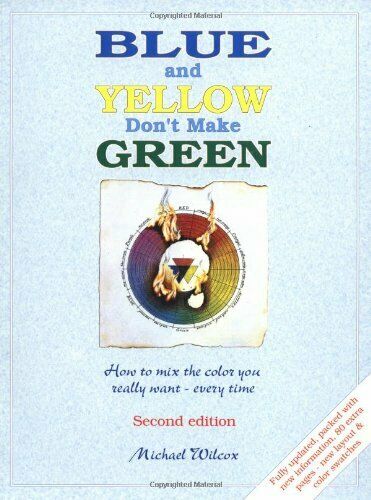 BLUE
and
YELLOW
Don't Make
GREEN
RED
How to mix the color you
really want - every time
Second edition
Michael Wilcox
Fully updated, packed with
new information, 80 extra
pages - new layout &
color swatches